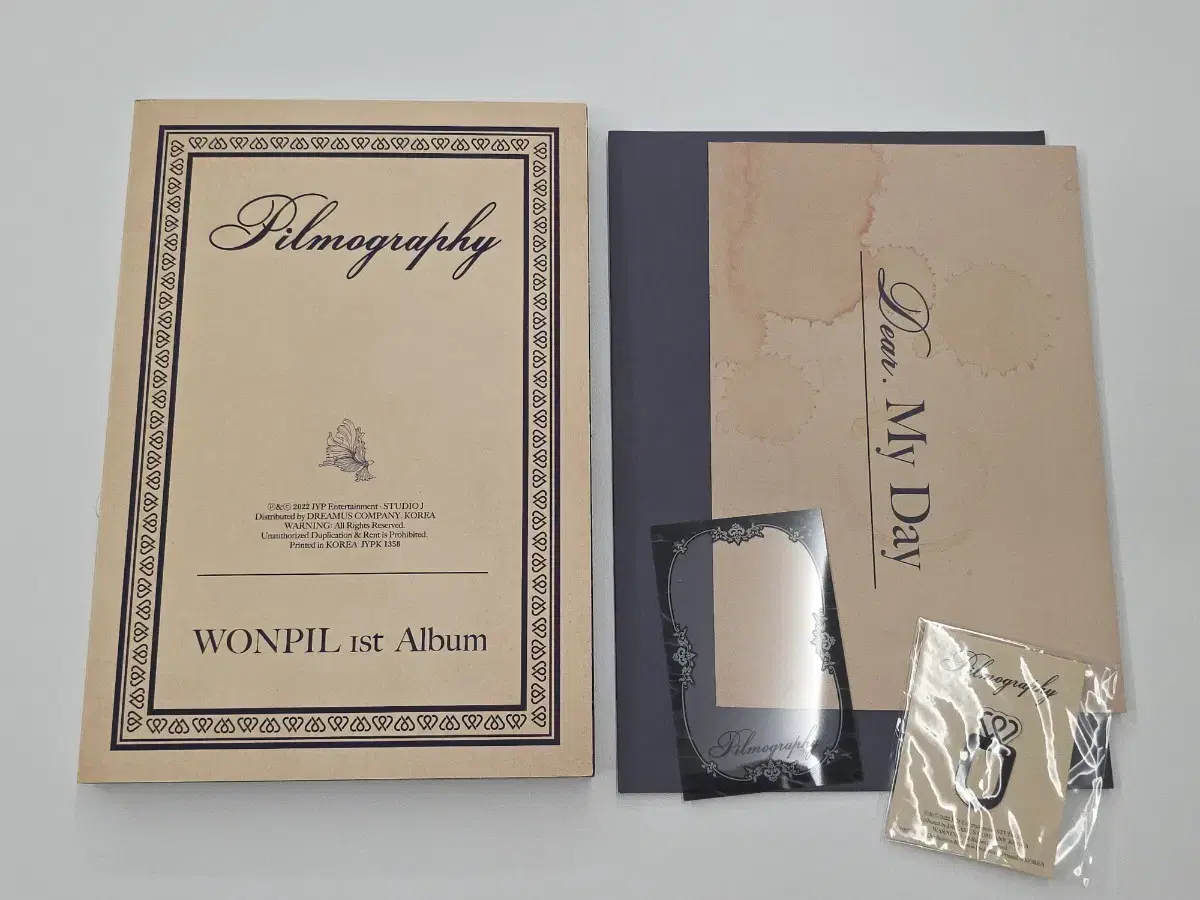 Pilmography
℗&© 2022 JYP Entertainment · STUDIO J
Distributed by DREAMUS COMPANY. KOREA
WARNING: All Rights Reserved.
Unauthorized Duplication & Rent is Prohibited.
Printed in KOREA JYPK 1358
WONPIL 1st Album
Dear. My Day
Pilmography
Pilmography